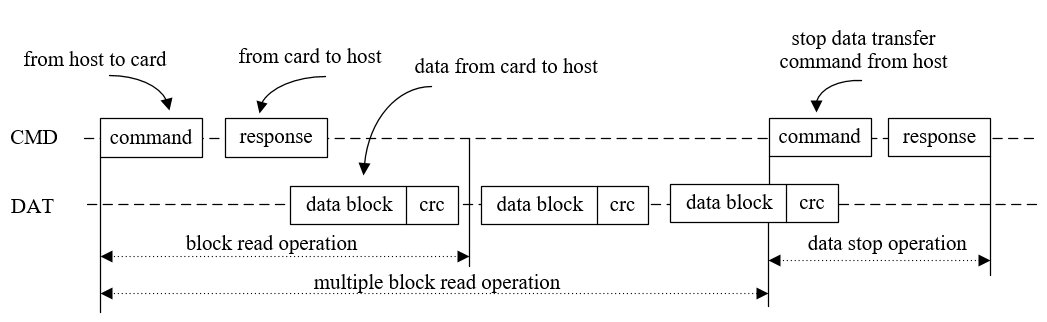 stop data transfer
command from host
from host to card
from card to host
data from card to host
CMD
command
response
command
response
DAT
data block
crc
data block
crc
data block
crc
block read operation
data stop operation
multiple block read operation